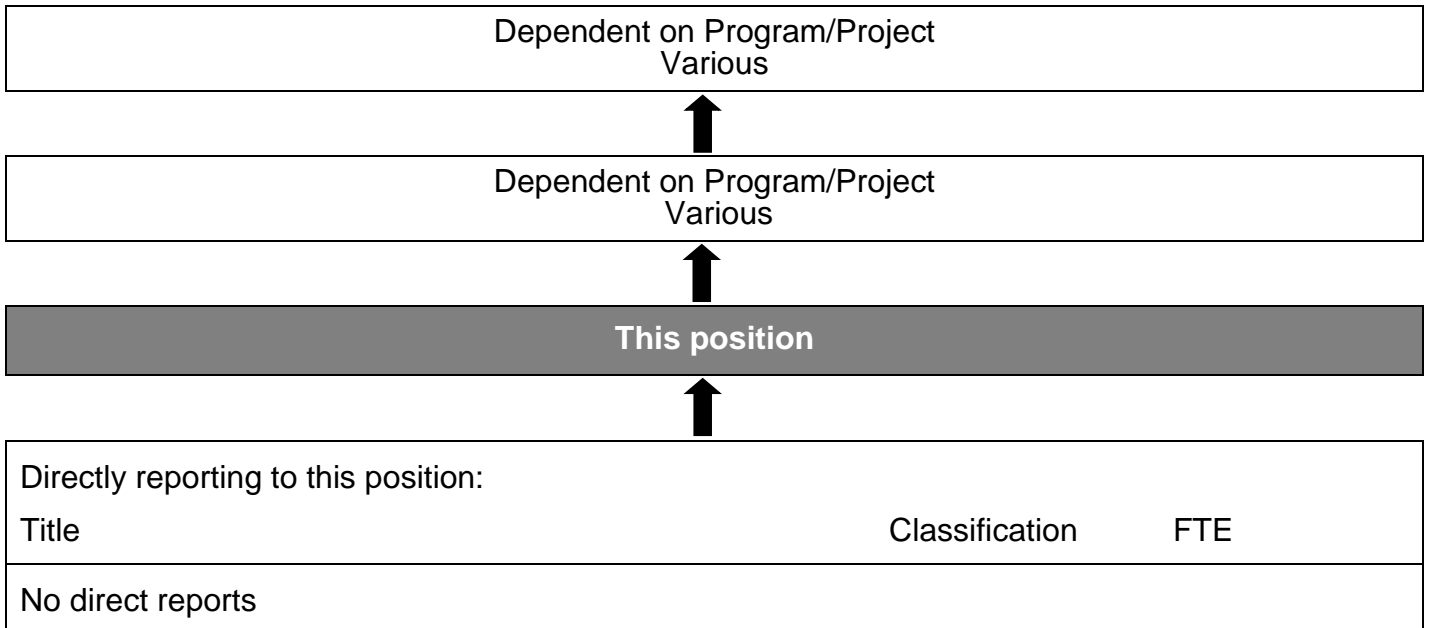 Dependent on Program/Project
Various
Dependent on Program/Project
Various
This position
Directly reporting to this position:
Title Classification FTE
No direct reports